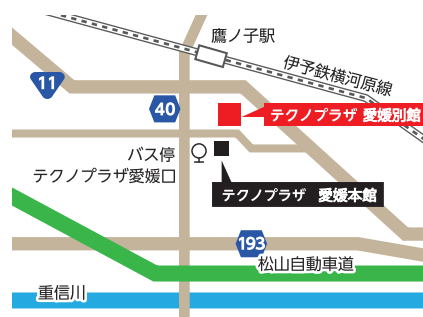 鷹ノ子駅
伊予鉄横河原線
11
40
テクノプラザ 愛媛別館
バス停
テクノプラザ愛媛口
テクノプラザ 愛媛本館
193
松山自動車道
重信川